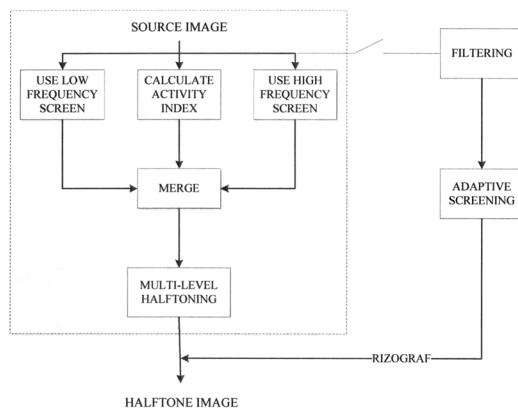 SOURCE IMAGE
USE LOW
FREQUENCY
SCREEN
CALCULATE
ACTIVITY
INDEX
USE HIGH
FREQUENCY
SCREEN
FILTERING
MERGE
ADAPTIVE
SCREENING
MULTI-LEVEL
HALFTONING
RIZOGRAF
HALFTONE IMAGE